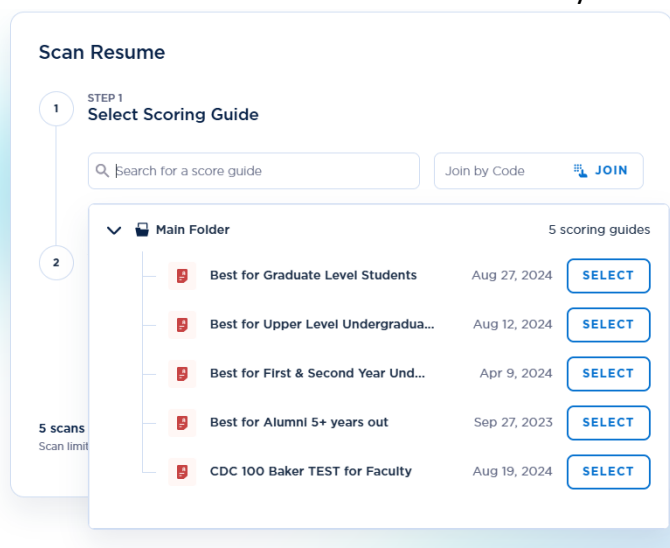 Scan Resume
1
STEP 1
Select Scoring Guide
Search for a score guide
Join by Code
JOIN
Main Folder
5 scoring guides
2
Best for Graduate Level Students
Aug 27, 2024
SELECT
Best for Upper Level Undergradua...
Aug 12, 2024
SELECT
Best for First & Second Year Und...
Apr 9, 2024
SELECT
Best for Alumni 5+ years out
Sep 27, 2023
SELECT
5 scans
Scan limit
CDC 100 Baker TEST for Faculty
Aug 19, 2024
SELECT